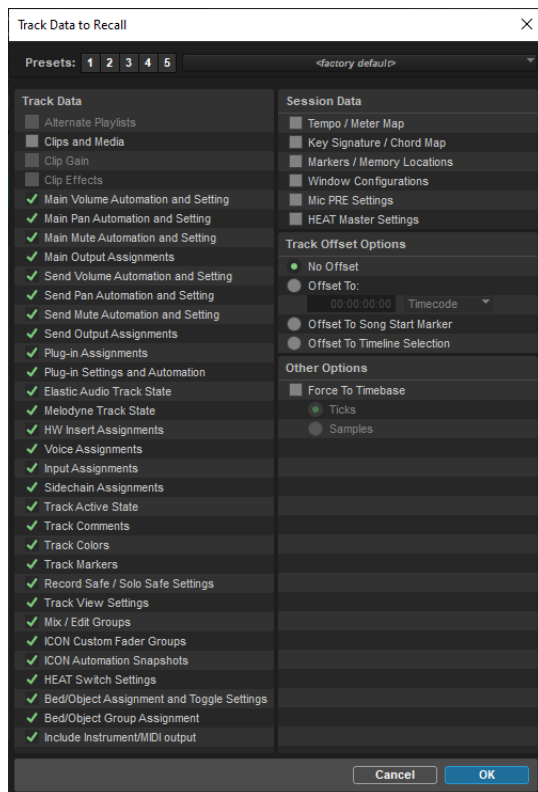 Track Data to Recall
Presets: 1 2 3 4 5 <factory default>
Track Data
Alternate Playlists
Clips and Media
Clip Gain
Clip Effects
Main Volume Automation and Setting
Main Pan Automation and Setting
Main Mute Automation and Setting
Main Output Assignments
Send Volume Automation and Setting
Send Pan Automation and Setting
Send Mute Automation and Setting
Send Output Assignments
Plug-in Assignments
Plug-in Settings and Automation
Elastic Audio Track State
Melodyne Track State
HW Insert Assignments
Voice Assignments
Input Assignments
Sidechain Assignments
Track Active State
Track Comments
Track Colors
Track Markers
Record Safe / Solo Safe Settings
Track View Settings
Mix / Edit Groups
ICON Custom Fader Groups
ICON Automation Snapshots
HEAT Switch Settings
Bed/Object Assignment and Toggle Settings
Bed/Object Group Assignment
Include Instrument/MIDI output
Session Data
Tempo / Meter Map
Key Signature / Chord Map
Markers / Memory Locations
Window Configurations
Mic PRE Settings
HEAT Master Settings
Track Offset Options
No Offset
Offset To:
00:00:00:00 Timecode
Offset To Song Start Marker
Offset To Timeline Selection
Other Options
Force To Timebase
Ticks
Samples
Cancel OK